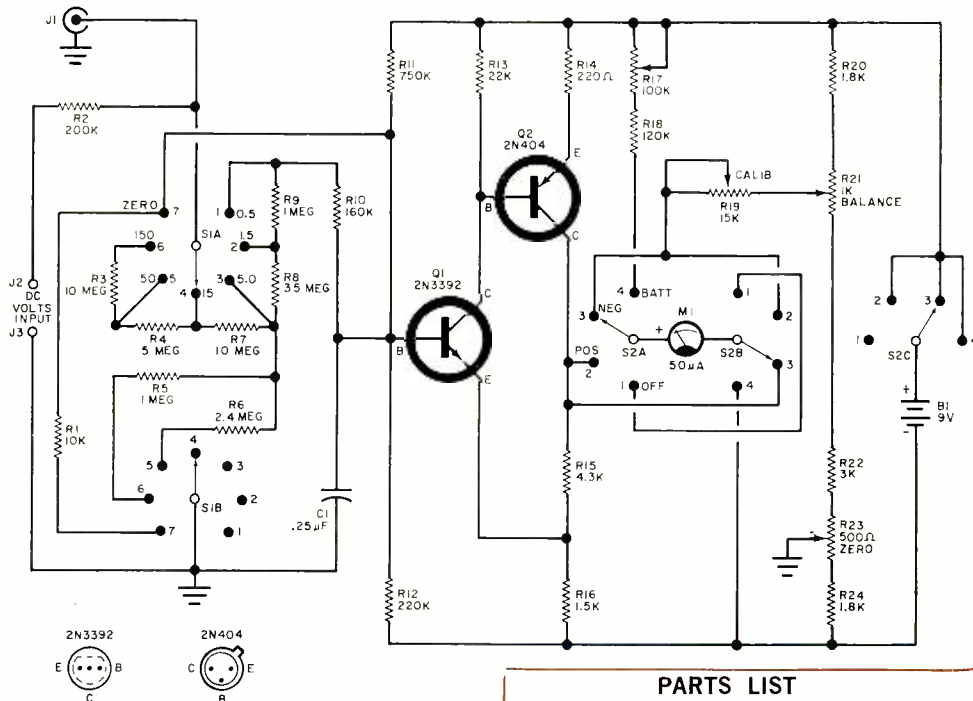 J1
R2
200K
ZERO 7
150
6
R3
10 MEG
50 5
S1A
4 15
1 0.5
1.5
2
3 5.0
R9
1 MEG
R10
160K
R8
3.5 MEG
J2
DC
VOLTS
INPUT
J3
R4
5 MEG
R7
10 MEG
R5
1 MEG
R6
2.4 MEG
R1
10K
4
5
3
6
2
S1B
7
1
C1
.25µF
R11
750K
R13
22K
R14
220Ω
R17
100K
R18
120K
R20
1.8K
Q2
2N404
E
B
C
CALIB
R19
15K
R21
1K
BALANCE
Q1
2N3392
C
B
E
4 BATT
1
3
NEG
M1
2
S2A
+
S2B
50µA
POS
2
3
1 OFF
4
2
3
1
S2C
4
+
B1
9V
-
R15
4.3K
R22
3K
R23
500Ω
ZERO
R12
220K
R16
1.5K
R24
1.8K
2N3392
E B
C
2N404
C E
B
PARTS LIST